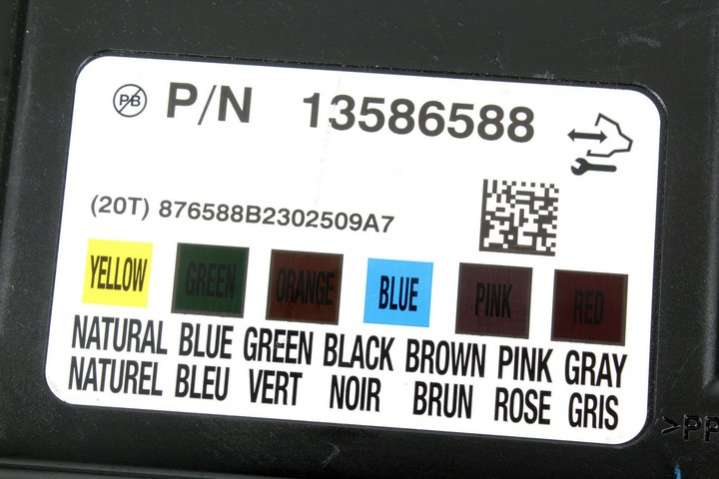 PB P/N 13586588
(20T) 876588B2302509A7
YELLOW GREEN ORANGE BLUE PINK RED
NATURAL BLUE GREEN BLACK BROWN PINK GRAY
NATUREL BLEU VERT NOIR BRUN ROSE GRIS
>PP